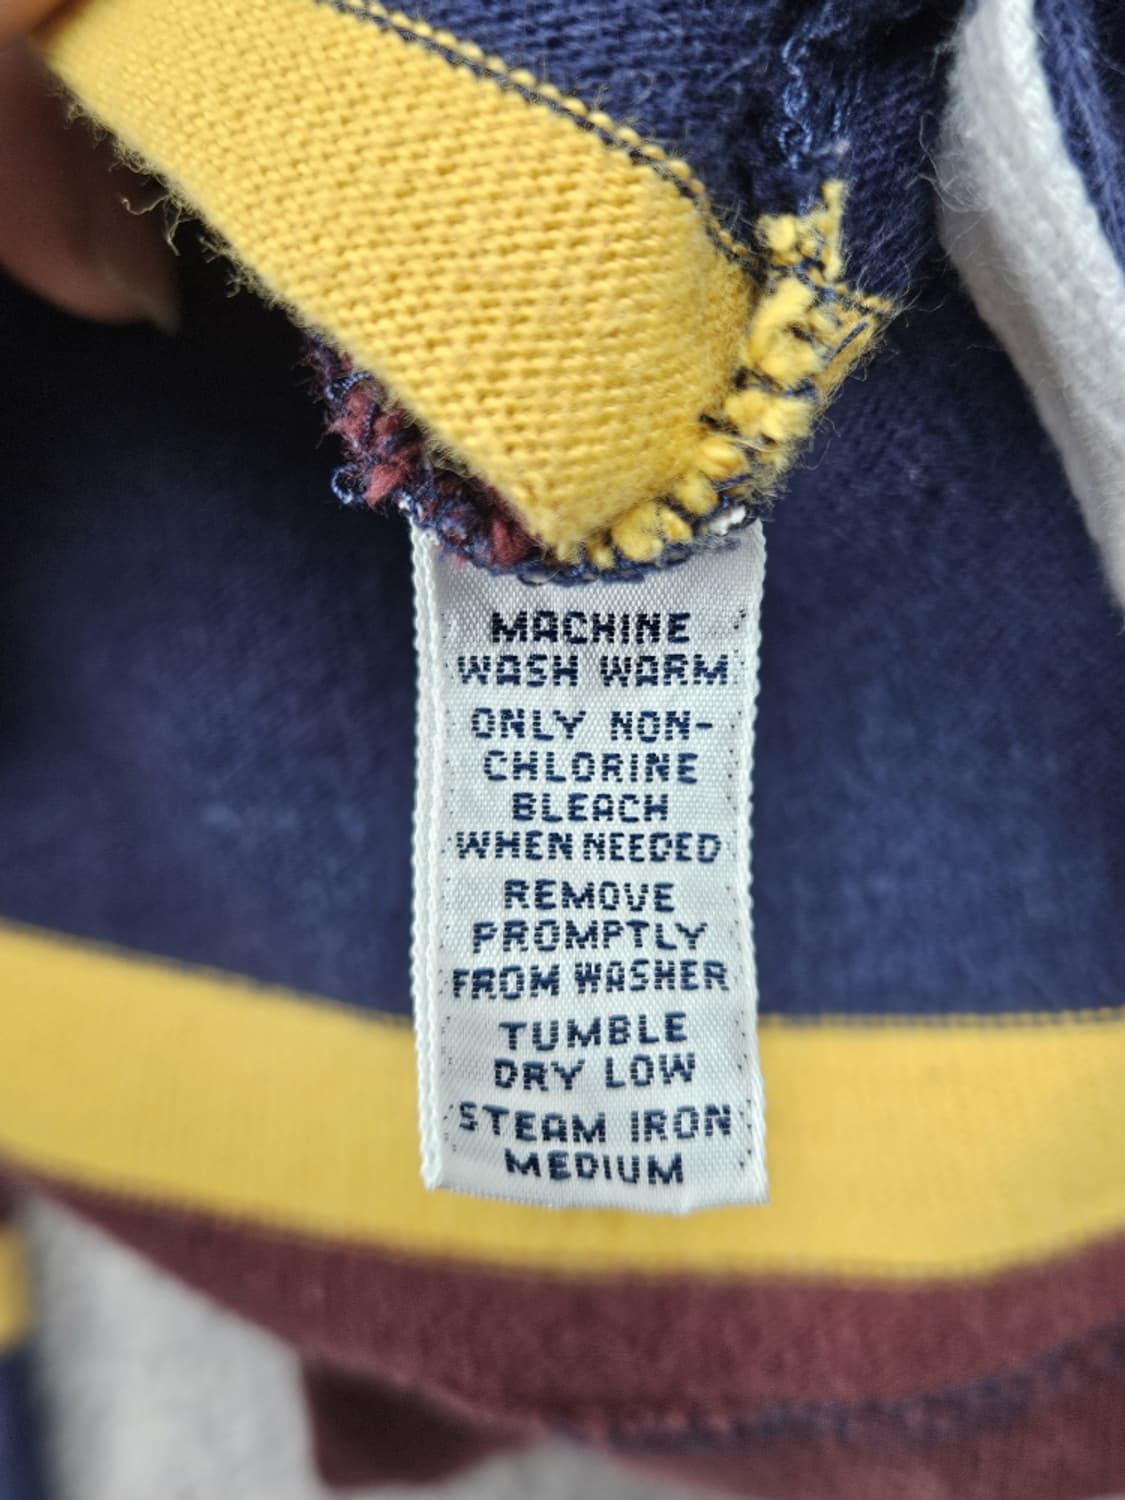 MACHINE
WASH WARM
ONLY NON-
CHLORINE
BLEACH
WHEN NEEDED
REMOVE
PROMPTLY
FROM WASHER
TUMBLE
DRY LOW
STEAM IRON
MEDIUM